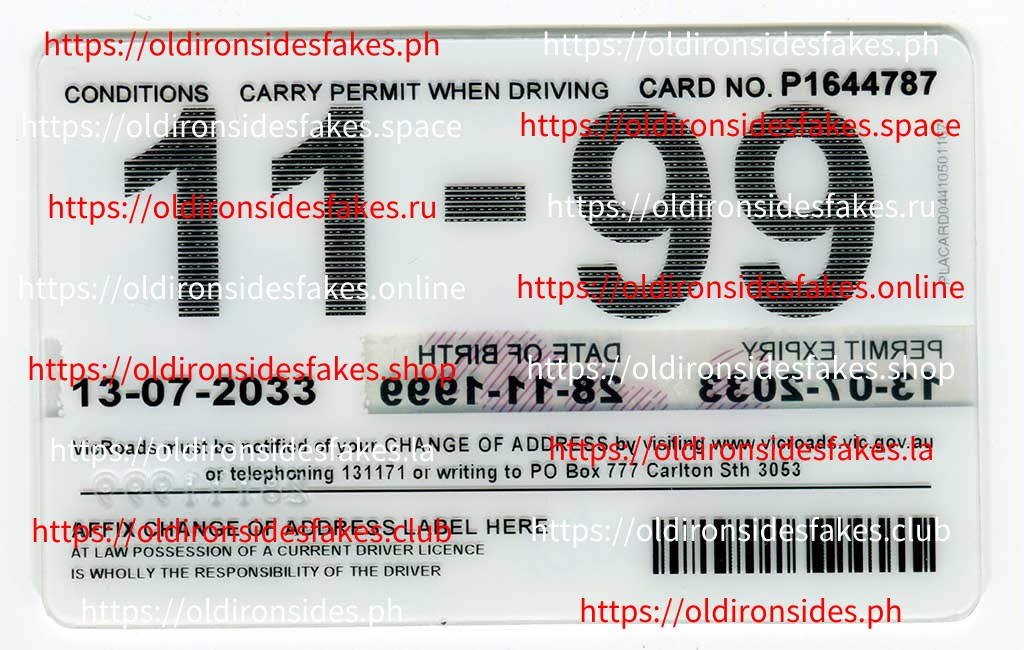 https://oldironsidesfakes.ph https://oldironsidesfakes.ph
CONDITIONS CARRY PERMIT WHEN DRIVING CARD NO. P1644787
https://oldironsidesfakes.space https://oldironsidesfakes.space
11-99
https://oldironsidesfakes.ru https://oldironsidesfakes.ru
https://oldironsidesfakes.online https://oldironsidesfakes.online
DATE OF BIRTH PERMIT EXPIRY
https://oldironsidesfakes.shop https://oldironsidesfakes.shop
13-07-2033 28-11-1999 13-07-2033
VicRoads must be notified of your CHANGE OF ADDRESS by visiting www.vicroads.vic.gov.au
https://oldironsidesfakes.la https://oldironsidesfakes.la
or telephoning 131171 or writing to PO Box 777 Carlton Sth 3053
AFFIX CHANGE OF ADDRESS LABEL HERE
https://oldironsidesfakes.club https://oldironsidesfakes.club
AT LAW POSSESSION OF A CURRENT DRIVER LICENCE
IS WHOLLY THE RESPONSIBILITY OF THE DRIVER
https://oldironsides.ph https://oldironsides.ph